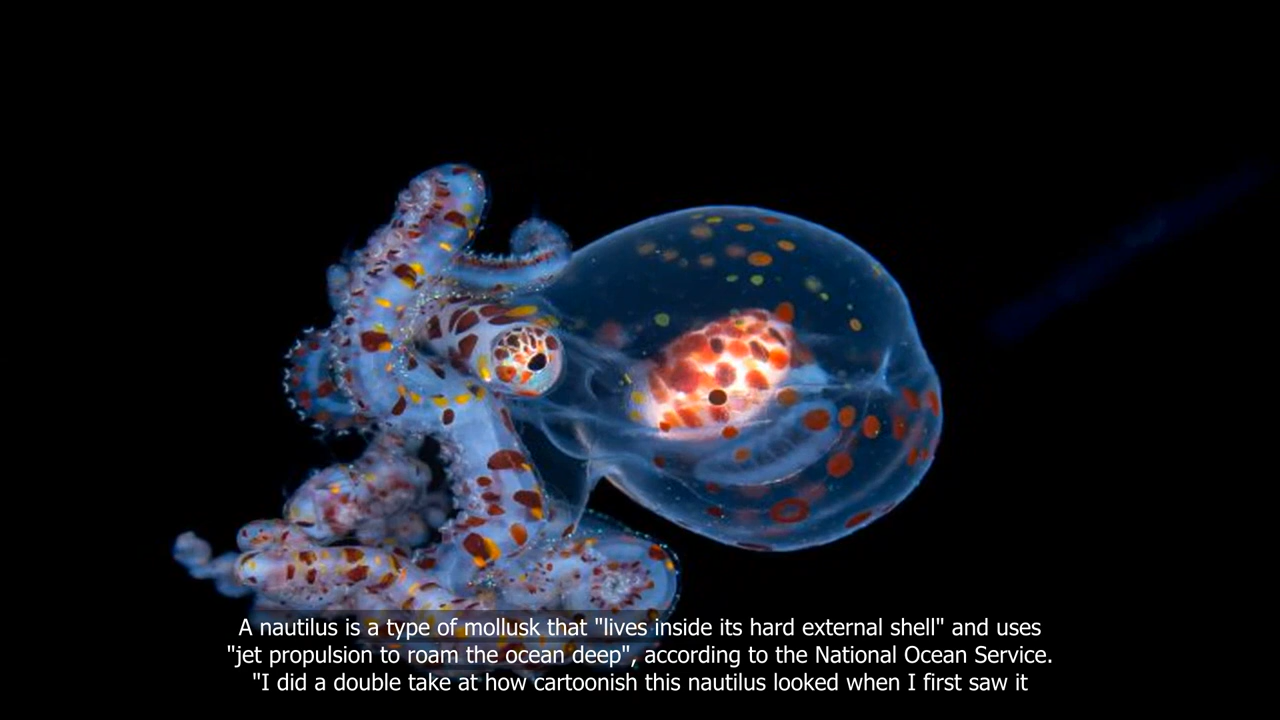 A nautilus is a type of mollusk that "lives inside its hard external shell" and uses
"jet propulsion to roam the ocean deep", according to the National Ocean Service.
"I did a double take at how cartoonish this nautilus looked when I first saw it